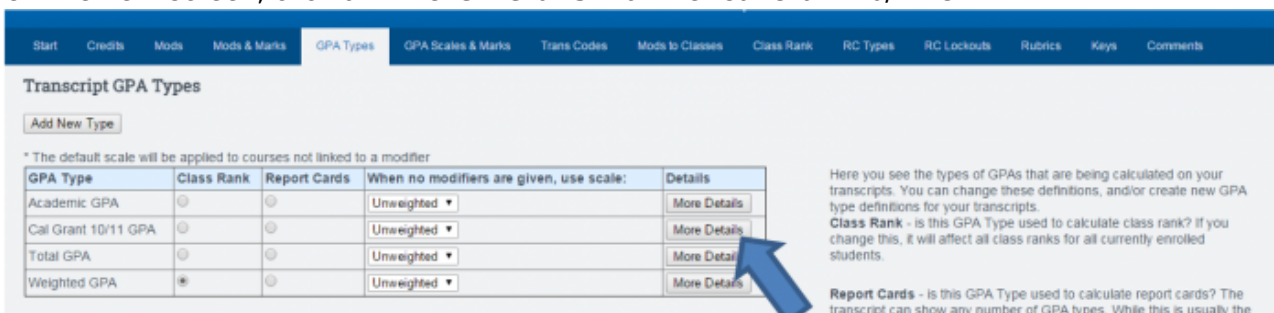 Start Credits Mods Mods & Marks GPA Types GPA Scales & Marks Trans Codes Mods to Classes Class Rank RC Types RC Lockouts Rubrics Keys Comments
Transcript GPA Types
Add New Type
* The default scale will be applied to courses not linked to a modifier
GPA Type Class Rank Report Cards When no modifiers are given, use scale: Details
Academic GPA Unweighted More Details
Cal Grant 10/11 GPA Unweighted More Details
Total GPA Unweighted More Details
Weighted GPA Unweighted More Details
Here you see the types of GPAs that are being calculated on your
transcripts. You can change these definitions, and/or create new GPA
type definitions for your transcripts.
Class Rank - is this GPA Type used to calculate class rank? If you
change this, it will affect all class ranks for all currently enrolled
students.
Report Cards - is this GPA Type used to calculate report cards? The
transcript can show any number of GPA types. While this is usually the